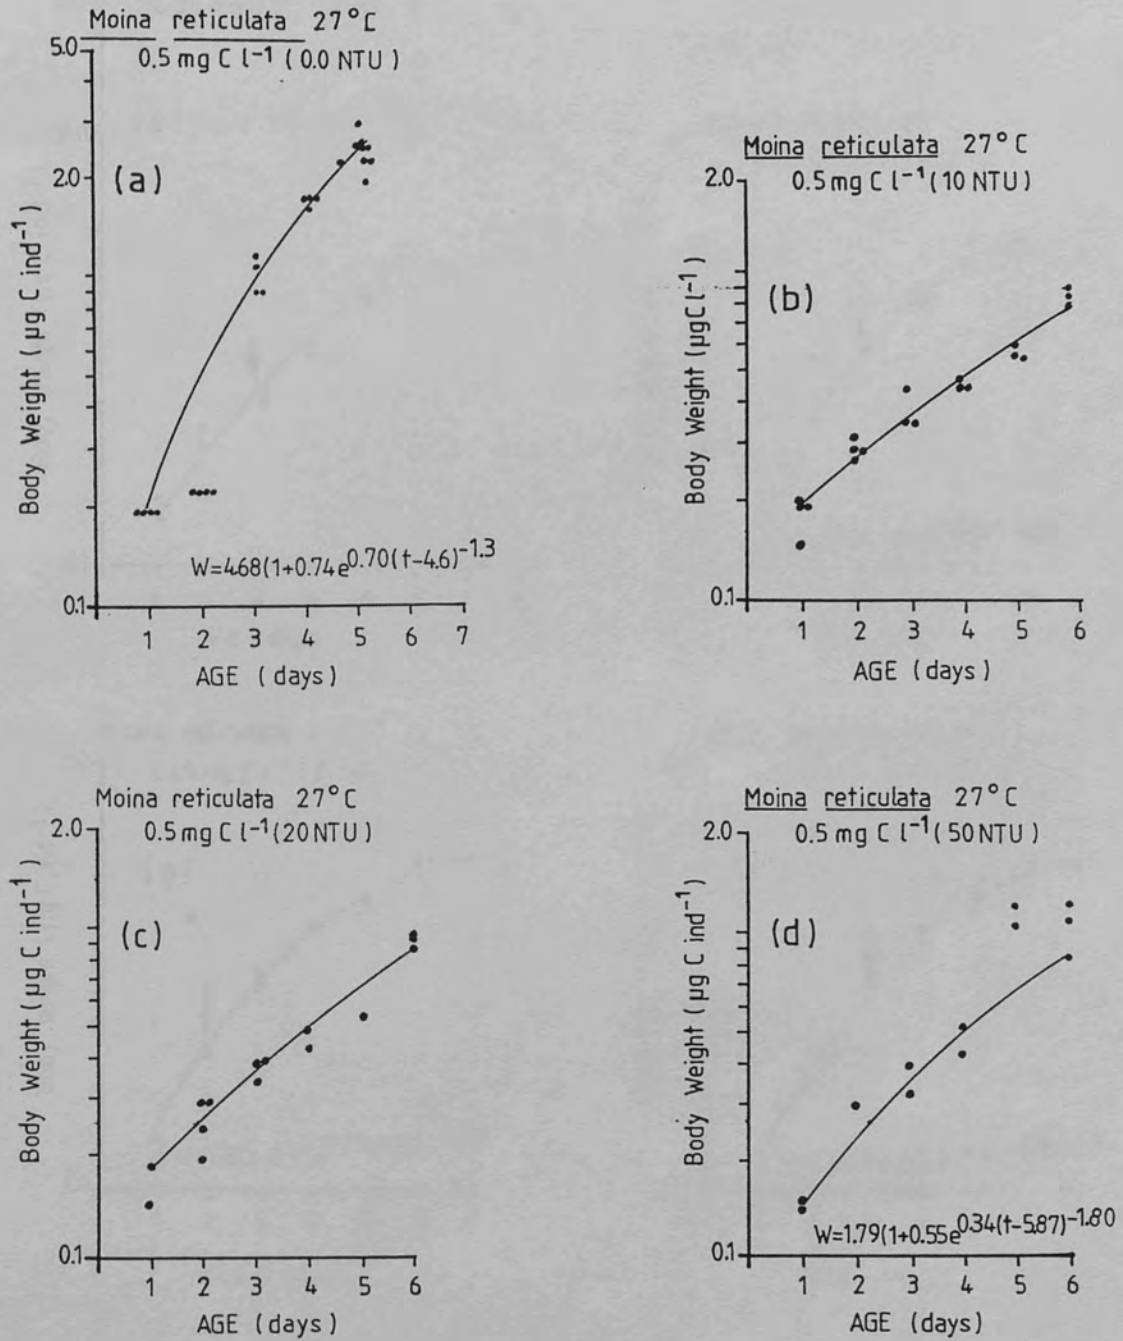 Moina reticulata 27°C
0.5 mg C l⁻¹ (0.0 NTU)
5.0
2.0
0.1
(a)
Body Weight (µg C ind⁻¹)
W=4.68(1+0.74e^0.70(t-4.6)^-1.3
1 2 3 4 5 6 7
AGE (days)
Moina reticulata 27°C
0.5 mg C l⁻¹ (10 NTU)
2.0
0.1
(b)
Body Weight (µgCl⁻¹)
1 2 3 4 5 6
AGE (days)
Moina reticulata 27°C
0.5 mg C l⁻¹ (20 NTU)
2.0
0.1
(c)
Body Weight (µg C ind⁻¹)
1 2 3 4 5 6
AGE (days)
Moina reticulata 27°C
0.5 mg C l⁻¹ (50 NTU)
2.0
0.1
(d)
Body Weight (µg C ind⁻¹)
W=1.79(1+0.55e^0.34(t-5.87)^-1.80
1 2 3 4 5 6
AGE (days)